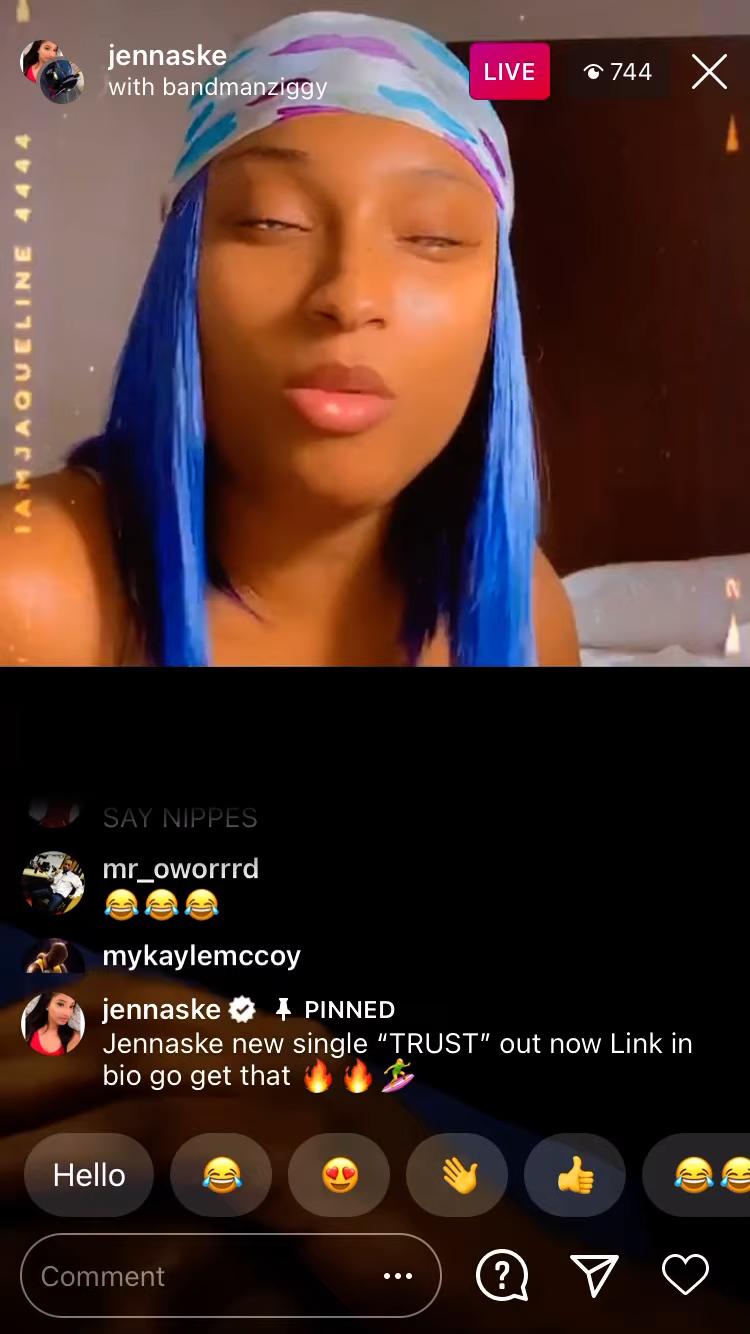 jennaske
with bandmanziggy
LIVE
744
IAMJAQUELINE 4444
2
SAY NIPPES
mr_oworrrd
😂😂😂
mykaylemccoy
jennaske PINNED
Jennaske new single “TRUST” out now Link in
bio go get that 🔥🔥🏄‍♀️
Hello
Comment